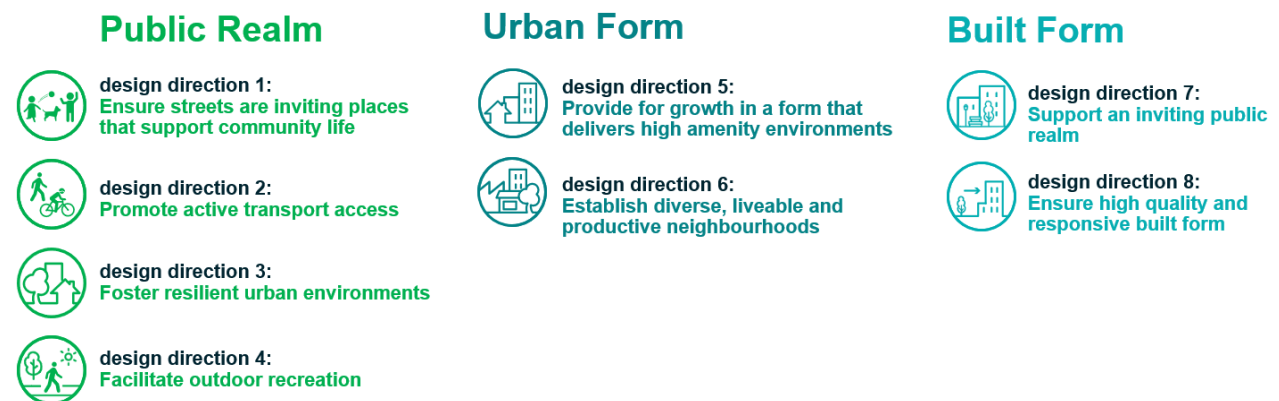 Public Realm
design direction 1:
Ensure streets are inviting places
that support community life
design direction 2:
Promote active transport access
design direction 3:
Foster resilient urban environments
design direction 4:
Facilitate outdoor recreation
Urban Form
design direction 5:
Provide for growth in a form that
delivers high amenity environments
design direction 6:
Establish diverse, liveable and
productive neighbourhoods
Built Form
design direction 7:
Support an inviting public
realm
design direction 8:
Ensure high quality and
responsive built form